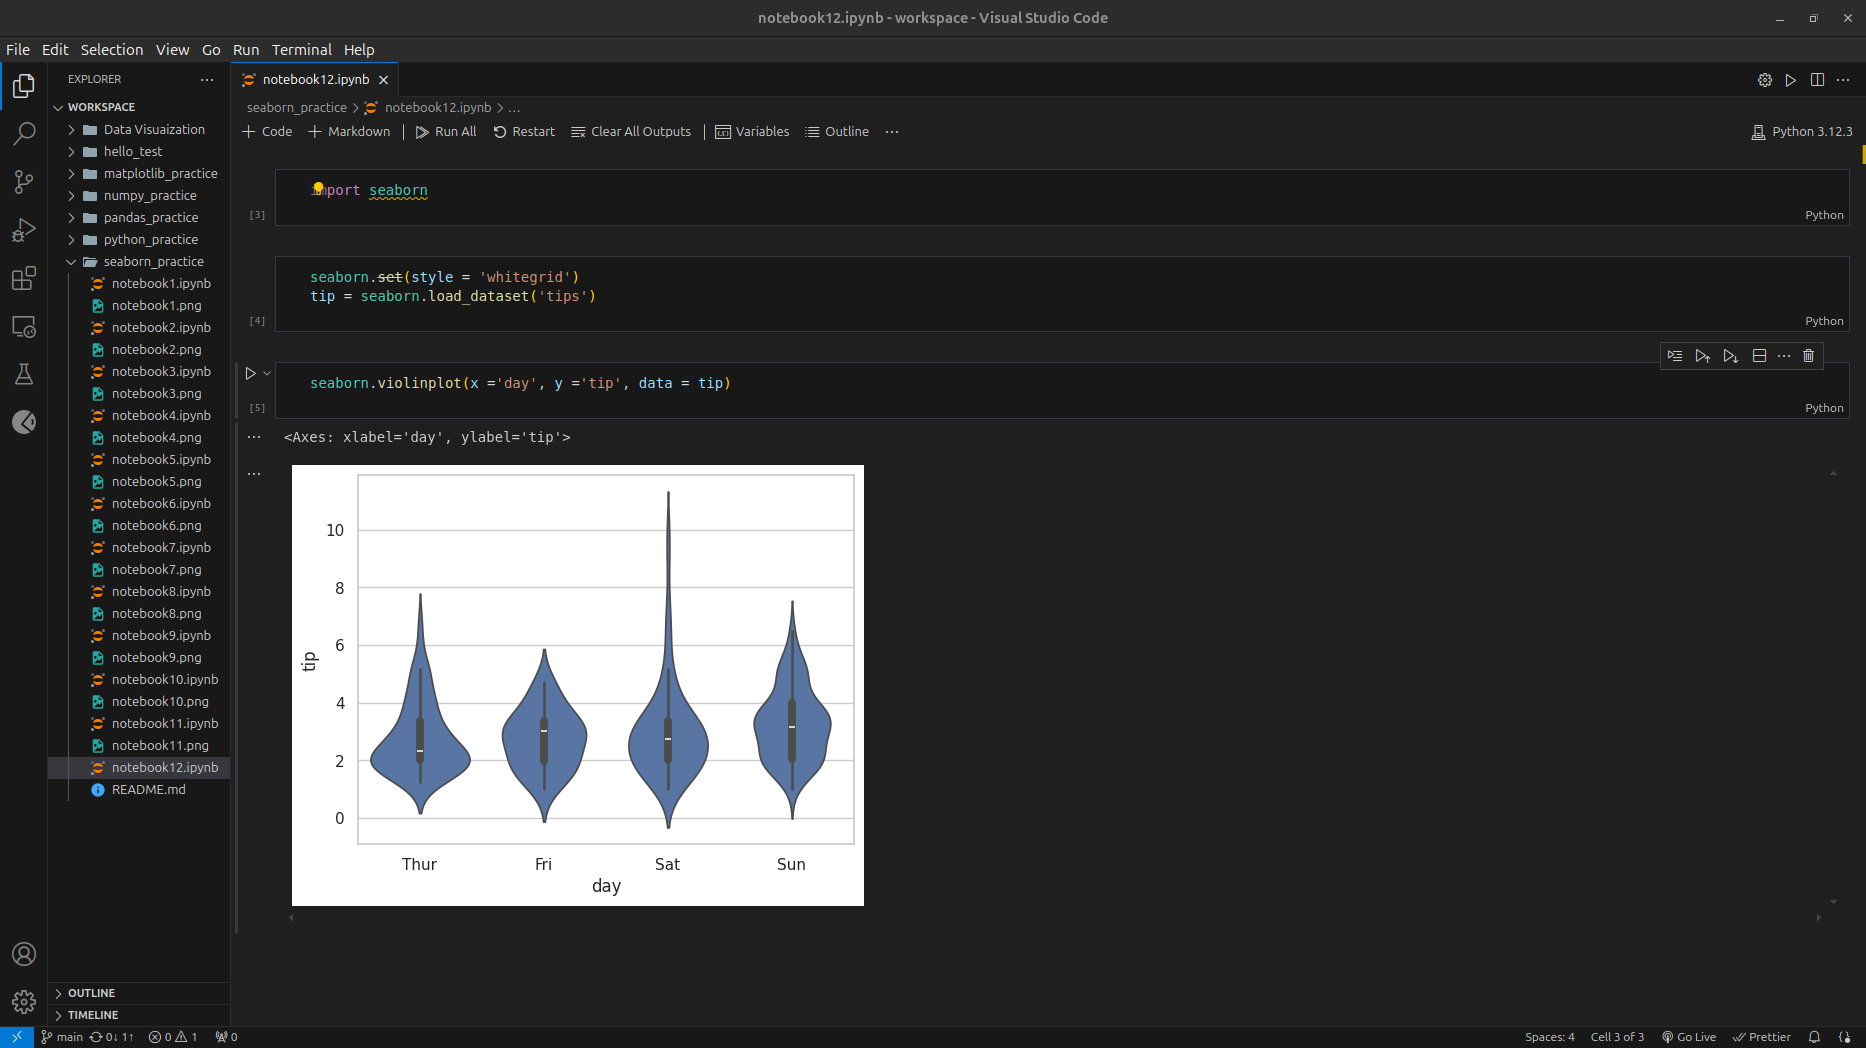 notebook12.ipynb - workspace - Visual Studio Code
File Edit Selection View Go Run Terminal Help
EXPLORER
WORKSPACE
Data Visuaization
hello_test
matplotlib_practice
numpy_practice
pandas_practice
python_practice
seaborn_practice
notebook1.ipynb
notebook1.png
notebook2.ipynb
notebook2.png
notebook3.ipynb
notebook3.png
notebook4.ipynb
notebook4.png
notebook5.ipynb
notebook5.png
notebook6.ipynb
notebook6.png
notebook7.ipynb
notebook7.png
notebook8.ipynb
notebook8.png
notebook9.ipynb
notebook9.png
notebook10.ipynb
notebook10.png
notebook11.ipynb
notebook11.png
notebook12.ipynb
README.md
OUTLINE
TIMELINE
notebook12.ipynb
seaborn_practice > notebook12.ipynb > ...
Code Markdown Run All Restart Clear All Outputs Variables Outline ... Python 3.12.3
import seaborn
[3] Python
seaborn.set(style = 'whitegrid')
tip = seaborn.load_dataset('tips')
[4] Python
seaborn.violinplot(x ='day', y ='tip', data = tip)
[5] Python
<Axes: xlabel='day', ylabel='tip'>
10
8
6
4
2
0
tip
Thur Fri Sat Sun
day
main 0↓ 1↑ 0 1 0 Spaces: 4 Cell 3 of 3 Go Live Prettier